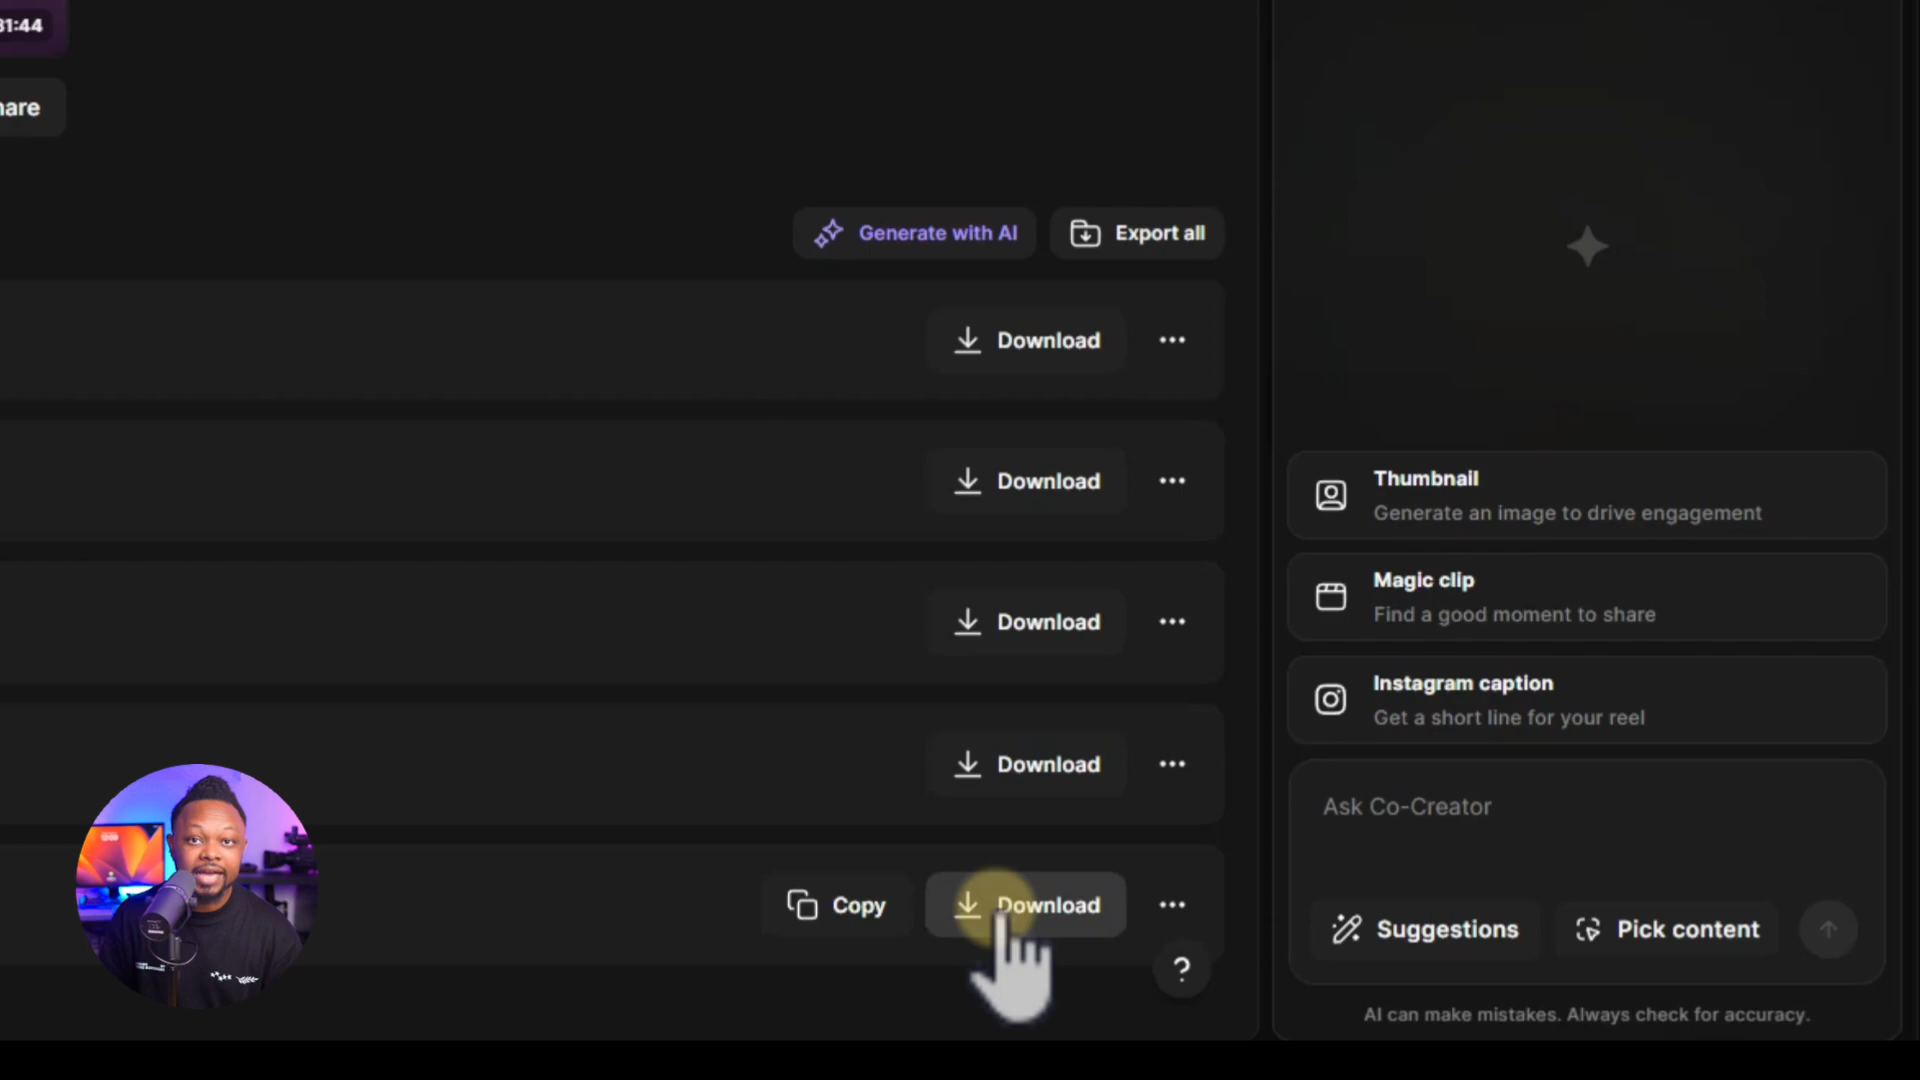 31:44
hare
Generate with AI
Export all
Download
Download
Download
Download
Copy
Download
?
Thumbnail
Generate an image to drive engagement
Magic clip
Find a good moment to share
Instagram caption
Get a short line for your reel
Ask Co-Creator
Suggestions
Pick content
AI can make mistakes. Always check for accuracy.